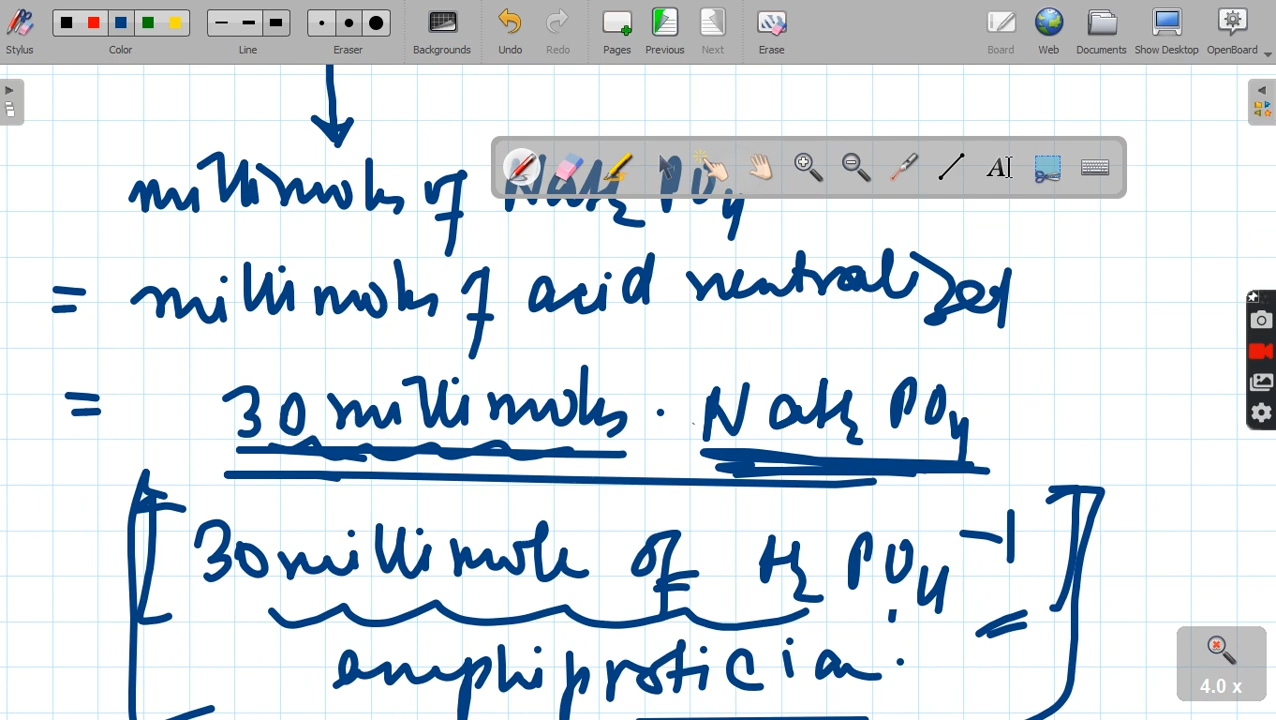 Stylus Color Line Eraser Backgrounds Undo Redo Pages Previous Next Erase Board Web Documents Show Desktop OpenBoard
millimoles of NaH2PO4
= millimoles of acid neutralized
= 30 millimoles . NaH2PO4
[30 millimole of H2PO4^-1]
amphiprotic ion.
4.0 x